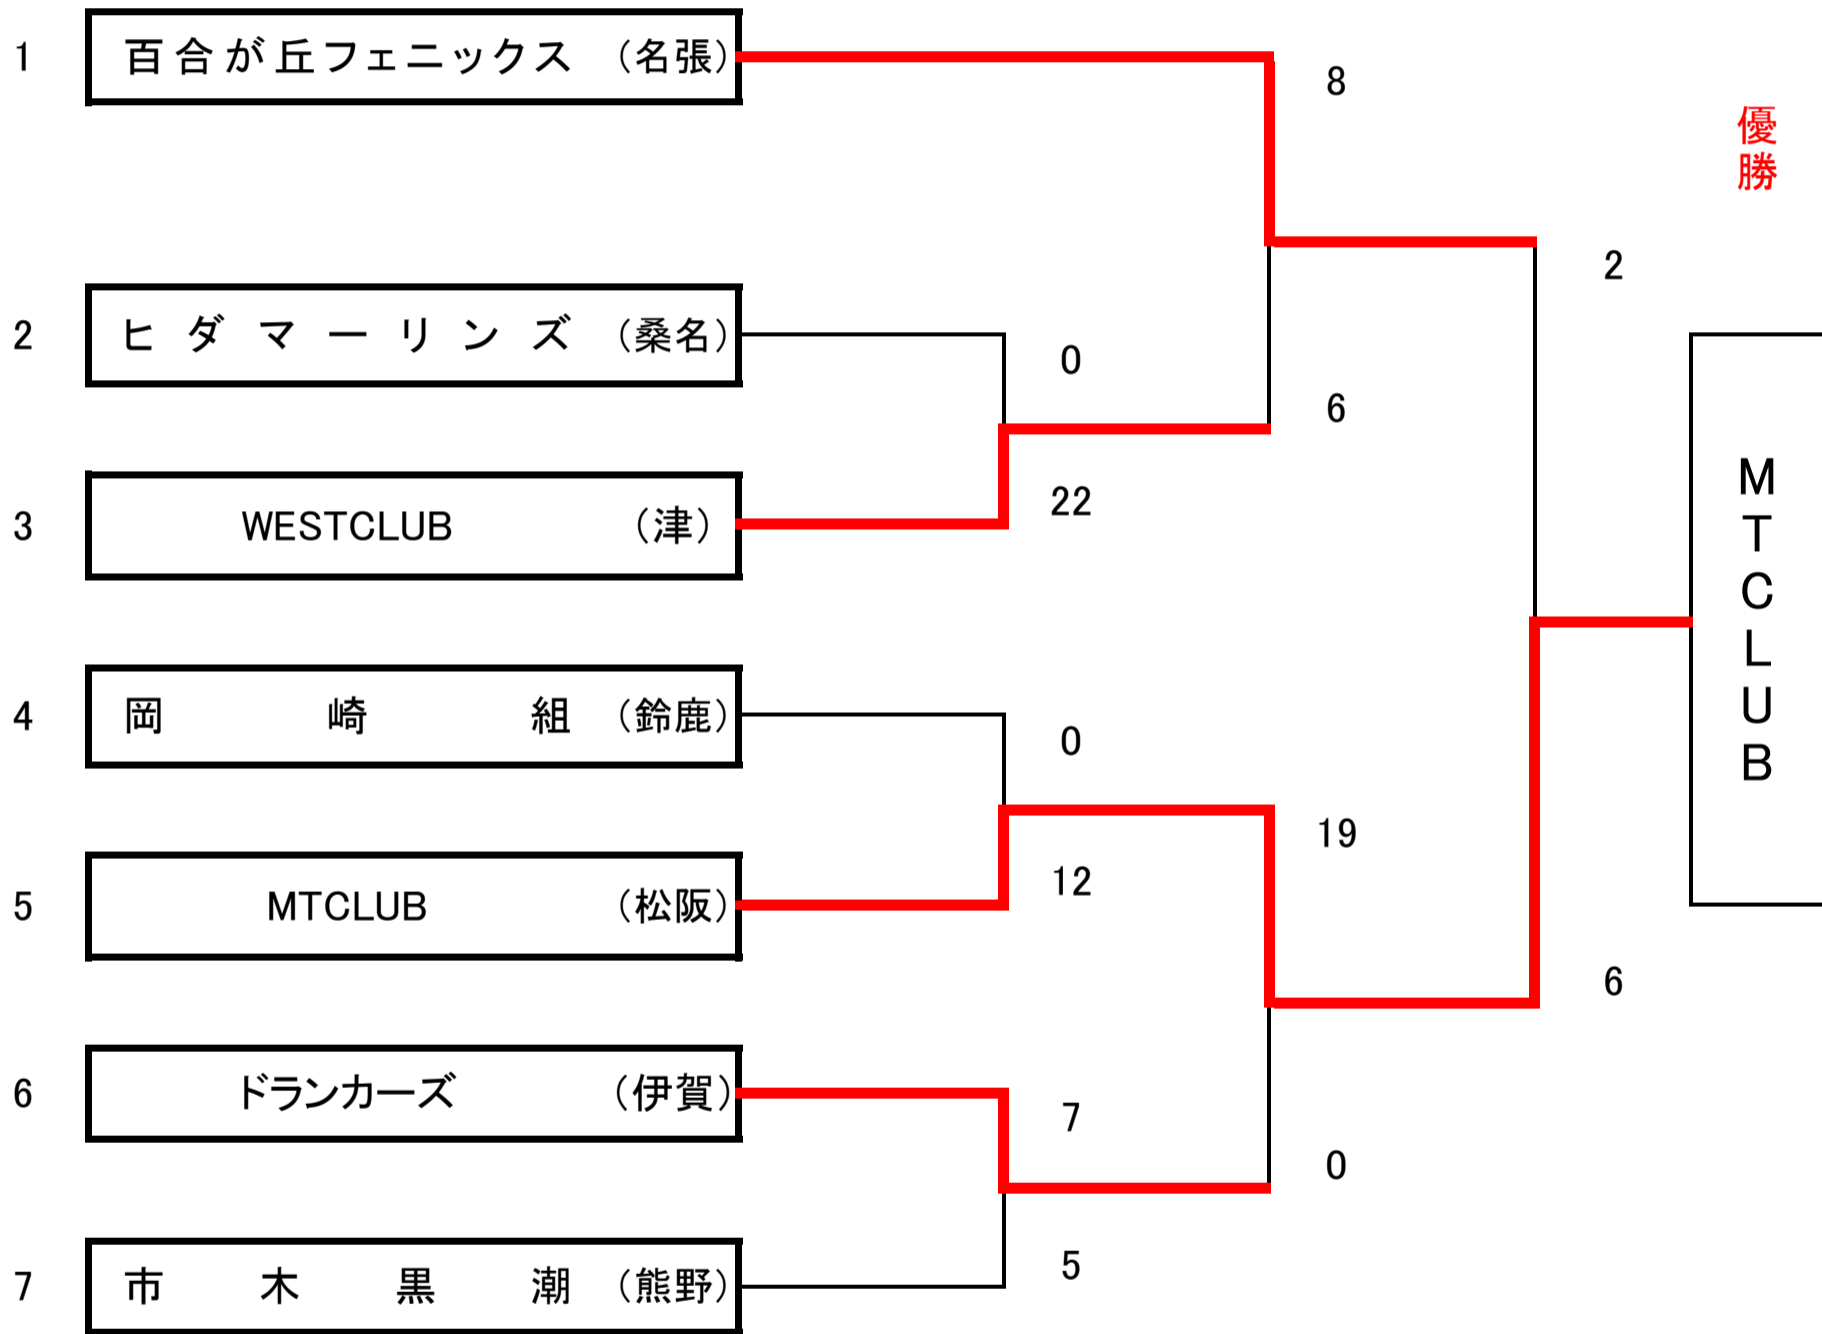 1 百合が丘フェニックス (名張)
8
優勝
2
2 ヒダマーリンズ (桑名)
0
6
3 WESTCLUB (津)
22
MTCLUB
4 岡崎組 (鈴鹿)
0
19
5 MTCLUB (松阪)
12
6
6 ドランカーズ (伊賀)
7
0
7 市木黒潮 (熊野)
5